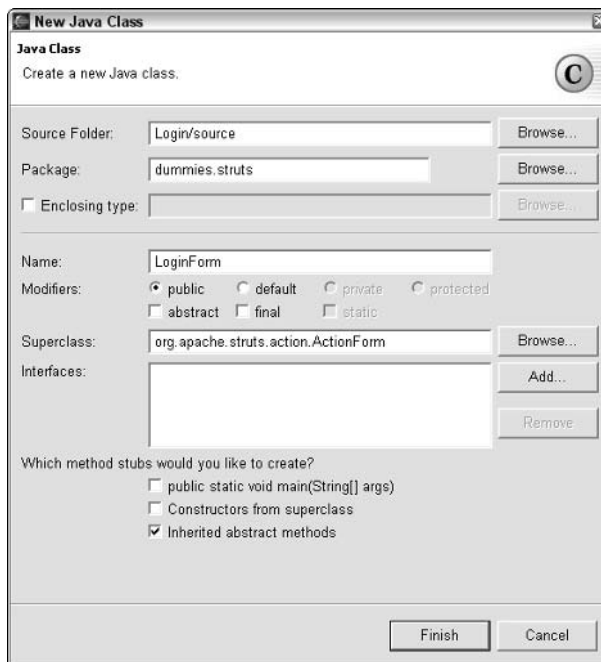 New Java Class
Java Class
Create a new Java class.
C
Source Folder: Login/source Browse...
Package: dummies.struts Browse...
Enclosing type: Browse...
Name: LoginForm
Modifiers: public default private protected
abstract final static
Superclass: org.apache.struts.action.ActionForm Browse...
Interfaces: Add...
Remove
Which method stubs would you like to create?
public static void main(String[] args)
Constructors from superclass
Inherited abstract methods
Finish Cancel